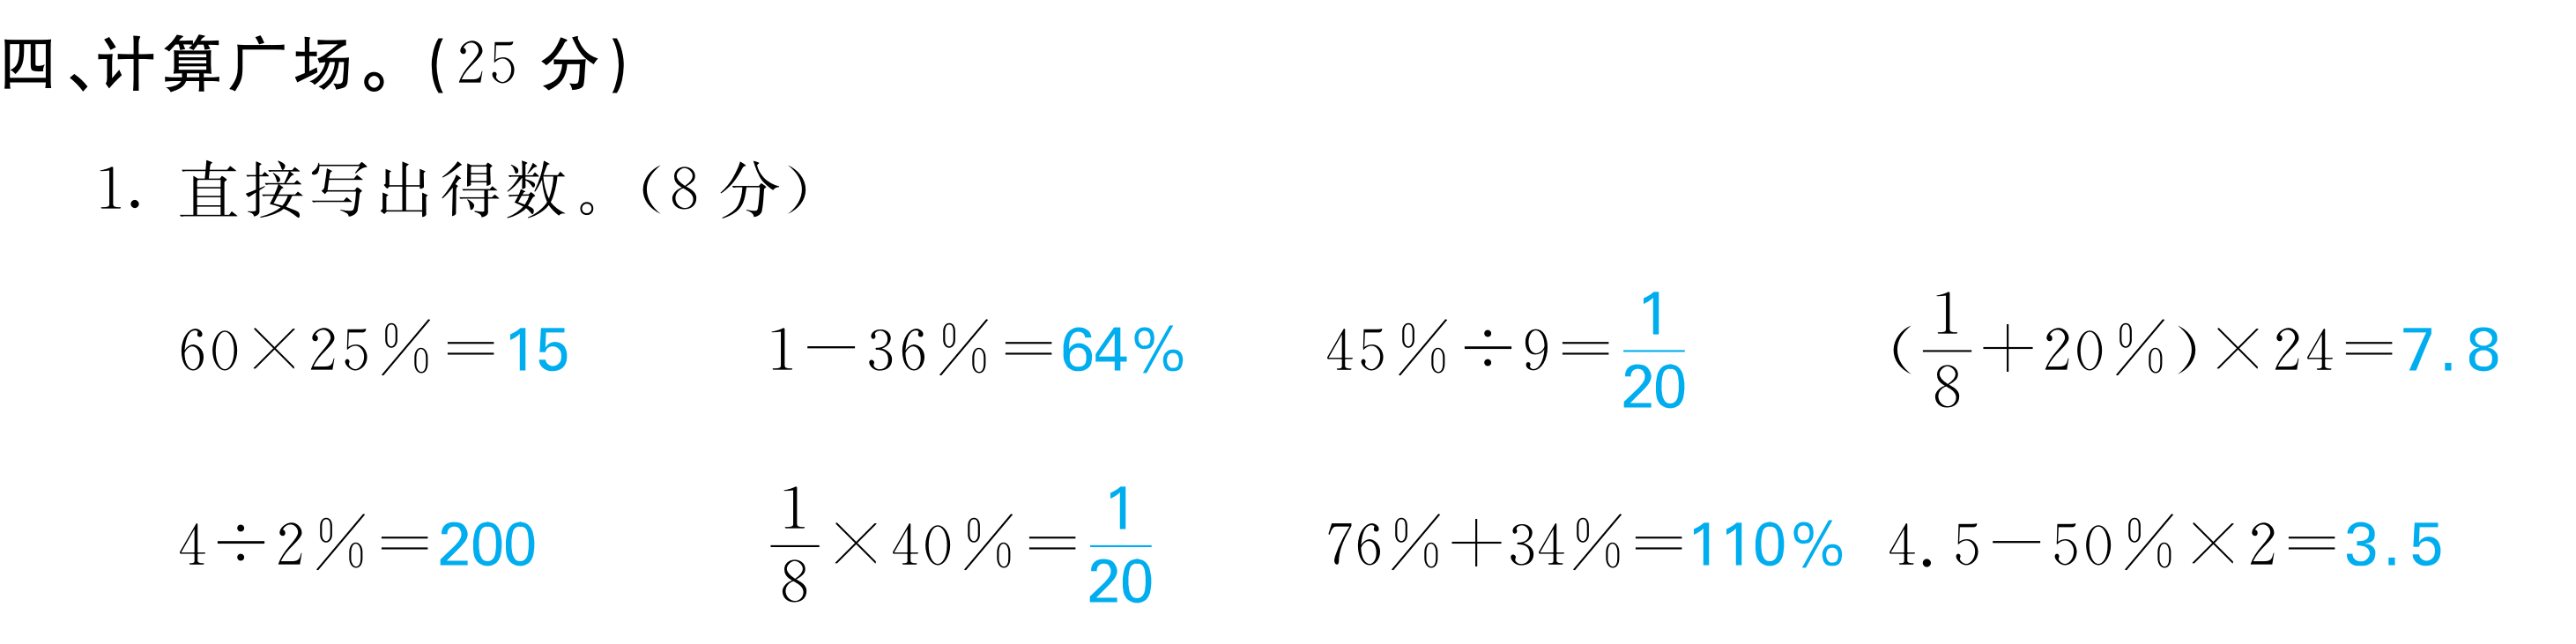 四、计算广场。(25 分)
1. 直接写出得数。(8 分)
60×25%=15 1-36%=64% 45%÷9=1/20 (1/8+20%)×24=7.8
4÷2%=200 1/8×40%=1/20 76%+34%=110% 4.5-50%×2=3.5